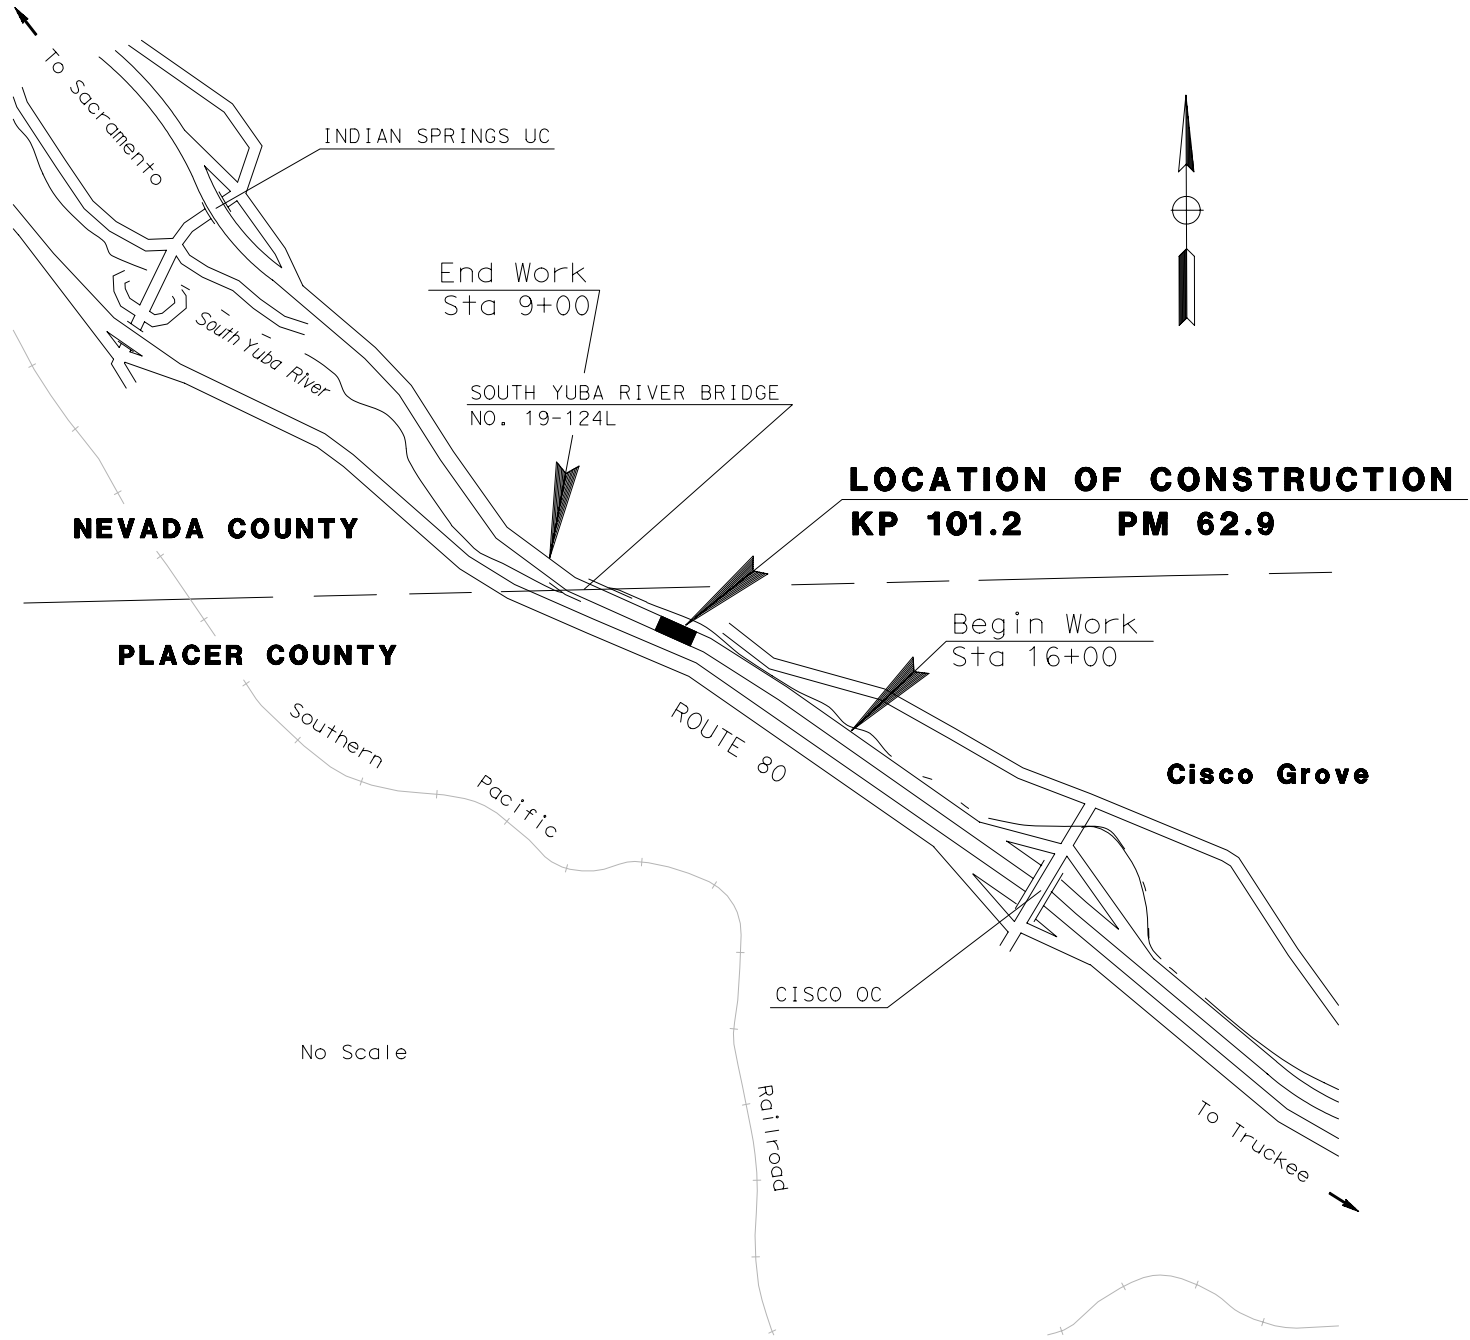 To Sacramento
INDIAN SPRINGS UC
End Work
Sta 9+00
South Yuba River
SOUTH YUBA RIVER BRIDGE
NO. 19-124L
LOCATION OF CONSTRUCTION
KP 101.2 PM 62.9
NEVADA COUNTY
PLACER COUNTY
Begin Work
Sta 16+00
ROUTE 80
Southern
Pacific
Railroad
Cisco Grove
CISCO OC
No Scale
To Truckee